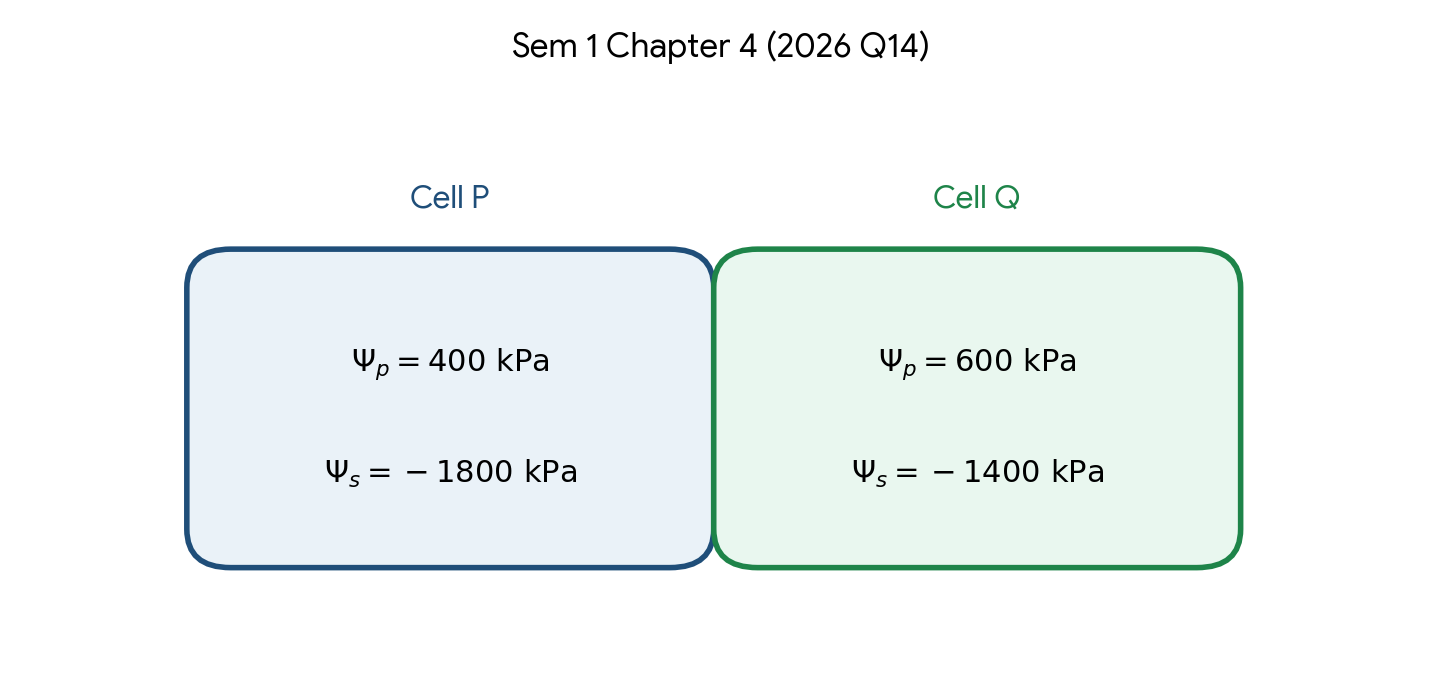 Sem 1 Chapter 4 (2026 Q14)
Cell P
Cell Q
Ψₚ = 400 kPa
Ψₚ = 600 kPa
Ψₛ = −1800 kPa
Ψₛ = −1400 kPa